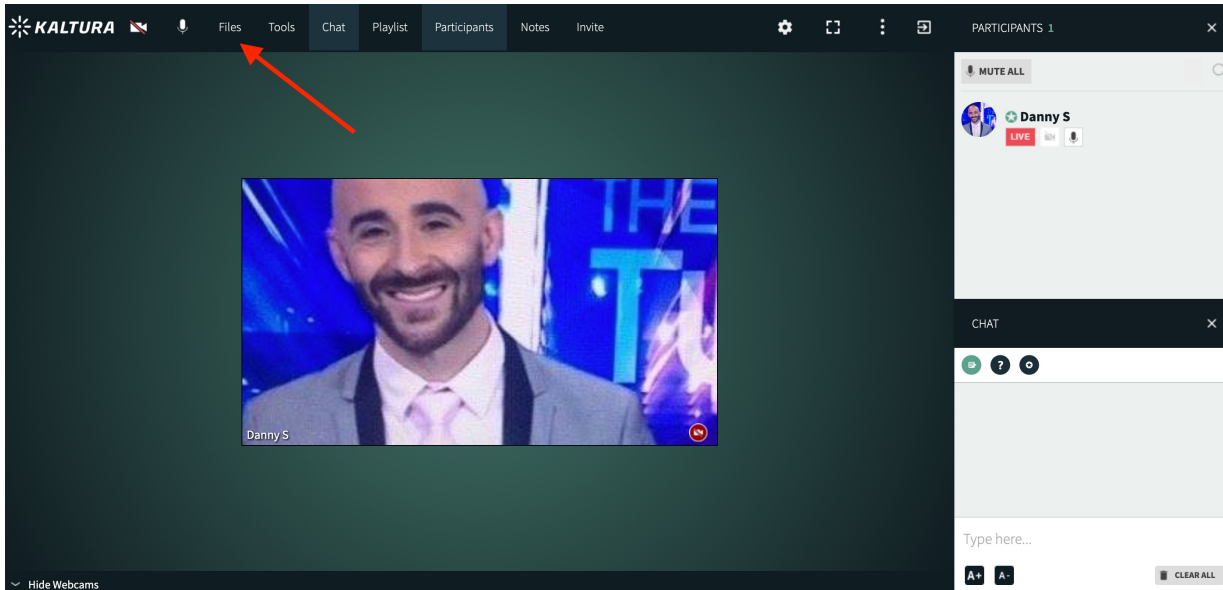 KALTURA Files Tools Chat Playlist Participants Notes Invite
PARTICIPANTS 1
MUTE ALL
Danny S
LIVE
THE
Danny S
CHAT
?
Type here...
A+ A-
CLEAR ALL
Hide Webcams